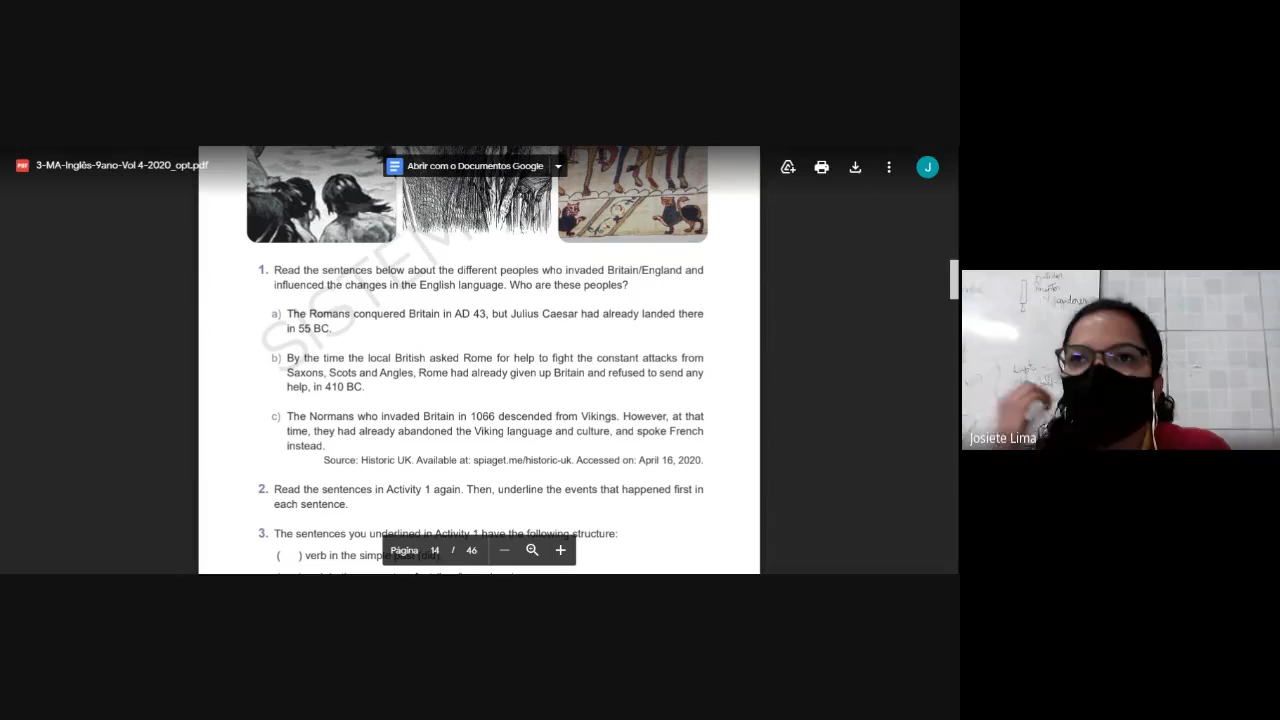 3-MA-Inglês-9ano-Vol 4-2020_opt.pdf
Abrir com o Documentos Google
J
SISTEM
1. Read the sentences below about the different peoples who invaded Britain/England and
influenced the changes in the English language. Who are these peoples?
a) The Romans conquered Britain in AD 43, but Julius Caesar had already landed there
in 55 BC.
b) By the time the local British asked Rome for help to fight the constant attacks from
Saxons, Scots and Angles, Rome had already given up Britain and refused to send any
help, in 410 BC.
c) The Normans who invaded Britain in 1066 descended from Vikings. However, at that
time, they had already abandoned the Viking language and culture, and spoke French
instead.
Source: Historic UK. Available at: spiaget.me/historic-uk. Accessed on: April 16, 2020.
2. Read the sentences in Activity 1 again. Then, underline the events that happened first in
each sentence.
3. The sentences you underlined in Activity 1 have the following structure:
( ) verb in the simple past (did).
Página 14 / 46
Josiete Lima